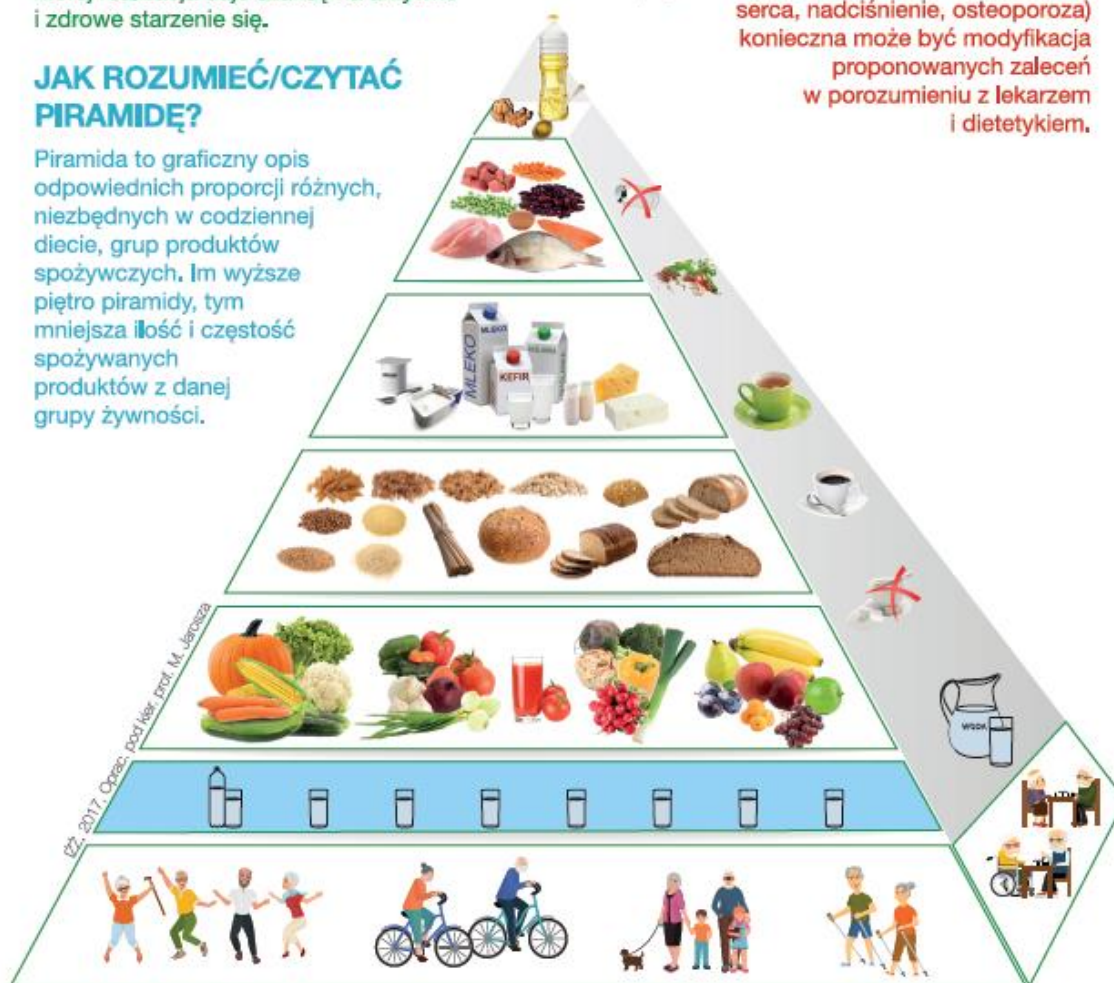 i zdrowe starzenie się.
serca, nadciśnienie, osteoporoza)
konieczna może być modyfikacja
proponowanych zaleceń
w porozumieniu z lekarzem
i dietetykiem.
JAK ROZUMIEĆ/CZYTAĆ
PIRAMIDĘ?
Piramida to graficzny opis
odpowiednich proporcji różnych,
niezbędnych w codziennej
diecie, grup produktów
spożywczych. Im wyższe
piętro piramidy, tym
mniejsza ilość i częstość
spożywanych
produktów z danej
grupy żywności.
MLEKO
MLEKO
KEFIR
WODA
IŻŻ, 2017, Oprac. pod kier. prof. M. Jarosza